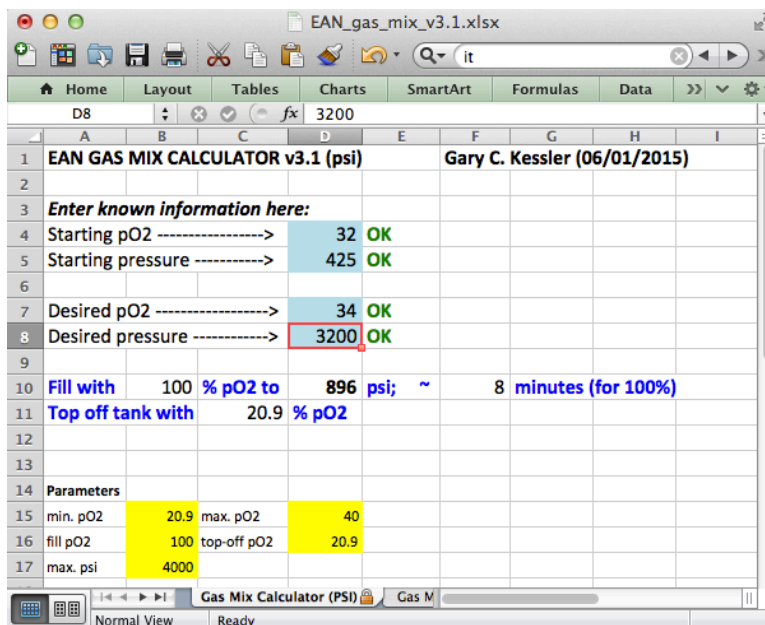 EAN_gas_mix_v3.1.xlsx
it
Home Layout Tables Charts SmartArt Formulas Data
D8 fx 3200
A B C D E F G H I
1 EAN GAS MIX CALCULATOR v3.1 (psi) Gary C. Kessler (06/01/2015)
2
3 Enter known information here:
4 Starting pO2 -----------------> 32 OK
5 Starting pressure -----------> 425 OK
6
7 Desired pO2 ------------------> 34 OK
8 Desired pressure ------------> 3200 OK
9
10 Fill with 100 % pO2 to 896 psi; ~ 8 minutes (for 100%)
11 Top off tank with 20.9 % pO2
12
13
14 Parameters
15 min. pO2 20.9 max. pO2 40
16 fill pO2 100 top-off pO2 20.9
17 max. psi 4000
Gas Mix Calculator (PSI) Gas M
Normal View Ready